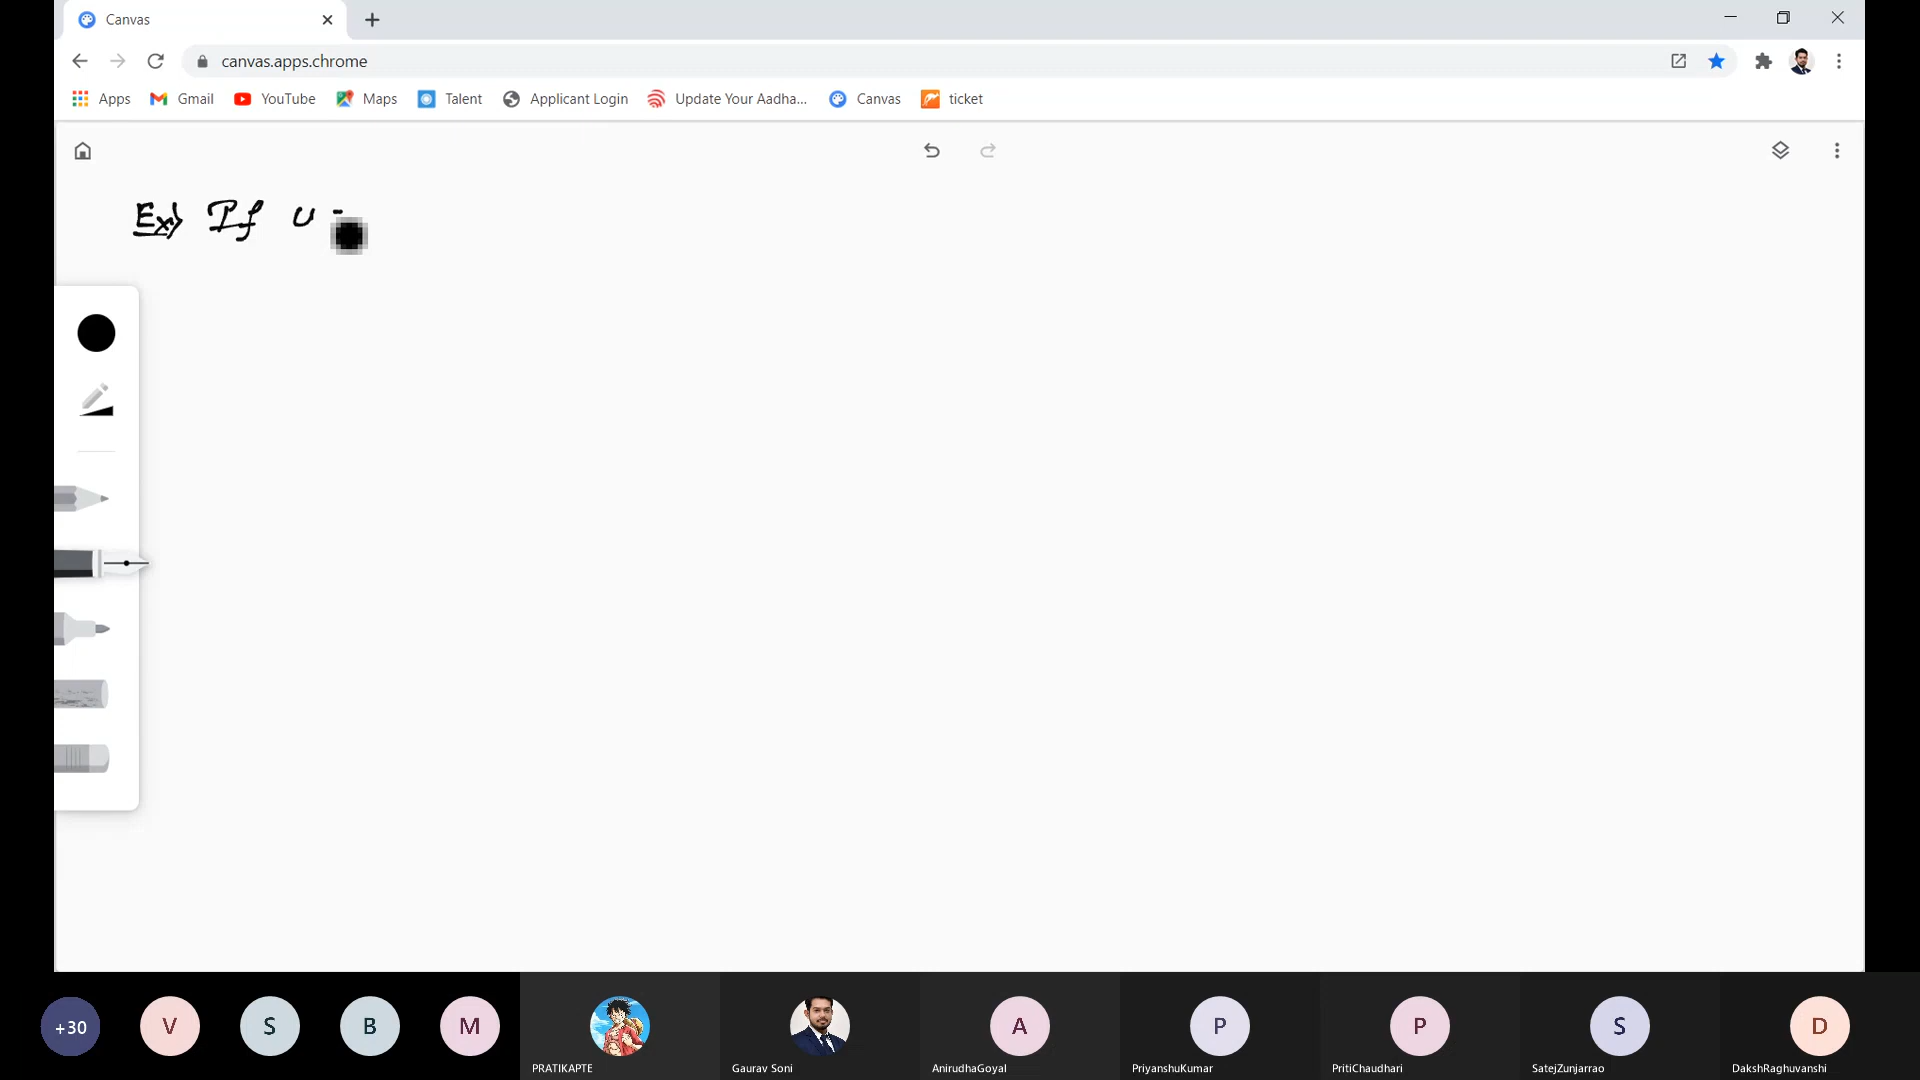 Canvas
canvas.apps.chrome
Apps Gmail YouTube Maps Talent Applicant Login Update Your Aadha... Canvas ticket
Ex) If u =
+30 V S B M A P P S D
PRATIKAPTE Gaurav Soni AnirudhaGoyal PriyanshuKumar PritiChaudhari SatejZunjarrao DakshRaghuvanshi